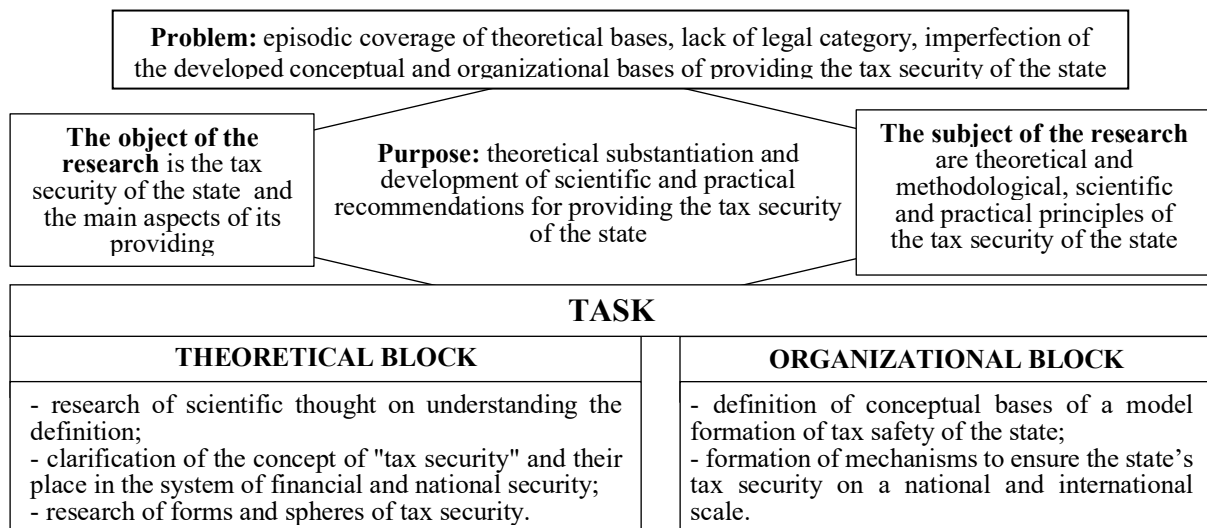 Problem: episodic coverage of theoretical bases, lack of legal category, imperfection of
the developed conceptual and organizational bases of providing the tax security of the state
The object of the
research is the tax
security of the state and
the main aspects of its
providing
Purpose: theoretical substantiation and
development of scientific and practical
recommendations for providing the tax security
of the state
The subject of the research
are theoretical and
methodological, scientific
and practical principles of
the tax security of the state
TASK
THEORETICAL BLOCK
- research of scientific thought on understanding the
definition;
- clarification of the concept of "tax security" and their
place in the system of financial and national security;
- research of forms and spheres of tax security.
ORGANIZATIONAL BLOCK
- definition of conceptual bases of a model
formation of tax safety of the state;
- formation of mechanisms to ensure the state’s
tax security on a national and international
scale.